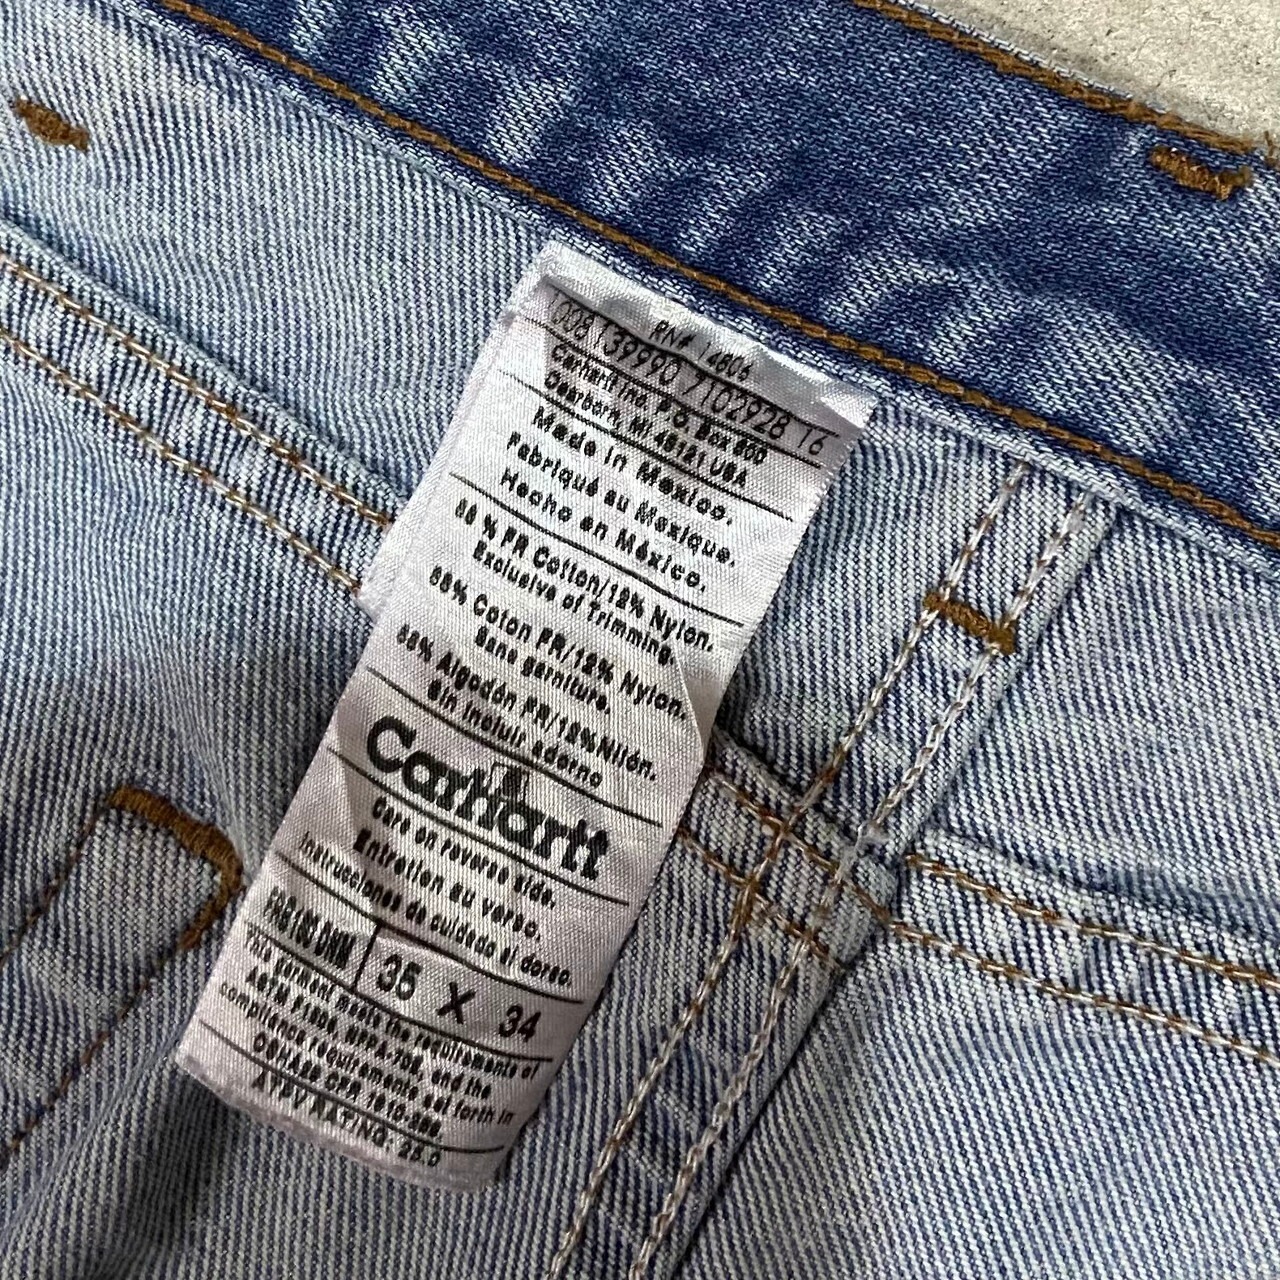 RN# 14806
1008139990 7102928 16
Carhartt Inc. P.O. Box 600
Dearborn, MI 48121 USA
Made in Mexico.
Fabriqué au Mexique.
Hecho en México.
88% FR Cotton/12% Nylon.
Exclusive of Trimming.
88% Coton FR/12% Nylon.
Sans garniture.
88% Algodón FR/12%Nilón.
Sin incluir adorno
Carhartt
Care on reverse side.
Entretien au verso.
Instrucciones de cuidado al dorso.
DNM
35 X 34
This garment meets the requirements of
ASTM F1506, NFPA-70E, and the
compliance requirements set forth in
OSHA 29 CFR 1910-269.
ATPV RATING: 23.0